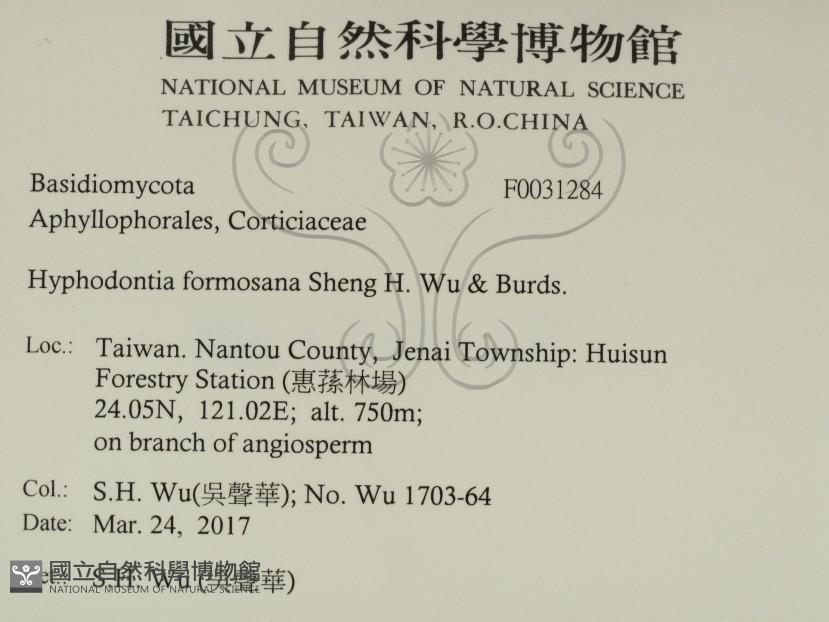 國立自然科學博物館
NATIONAL MUSEUM OF NATURAL SCIENCE
TAICHUNG, TAIWAN, R.O.CHINA
Basidiomycota F0031284
Aphyllophorales, Corticiaceae
Hyphodontia formosana Sheng H. Wu & Burds.
Loc.: Taiwan. Nantou County, Jenai Township: Huisun
Forestry Station (惠蓀林場)
24.05N, 121.02E; alt. 750m;
on branch of angiosperm
Col.: S.H. Wu(吳聲華); No. Wu 1703-64
Date: Mar. 24, 2017
S.H. Wu (吳聲華)
國立自然科學博物館
NATIONAL MUSEUM OF NATURAL SCIENCE